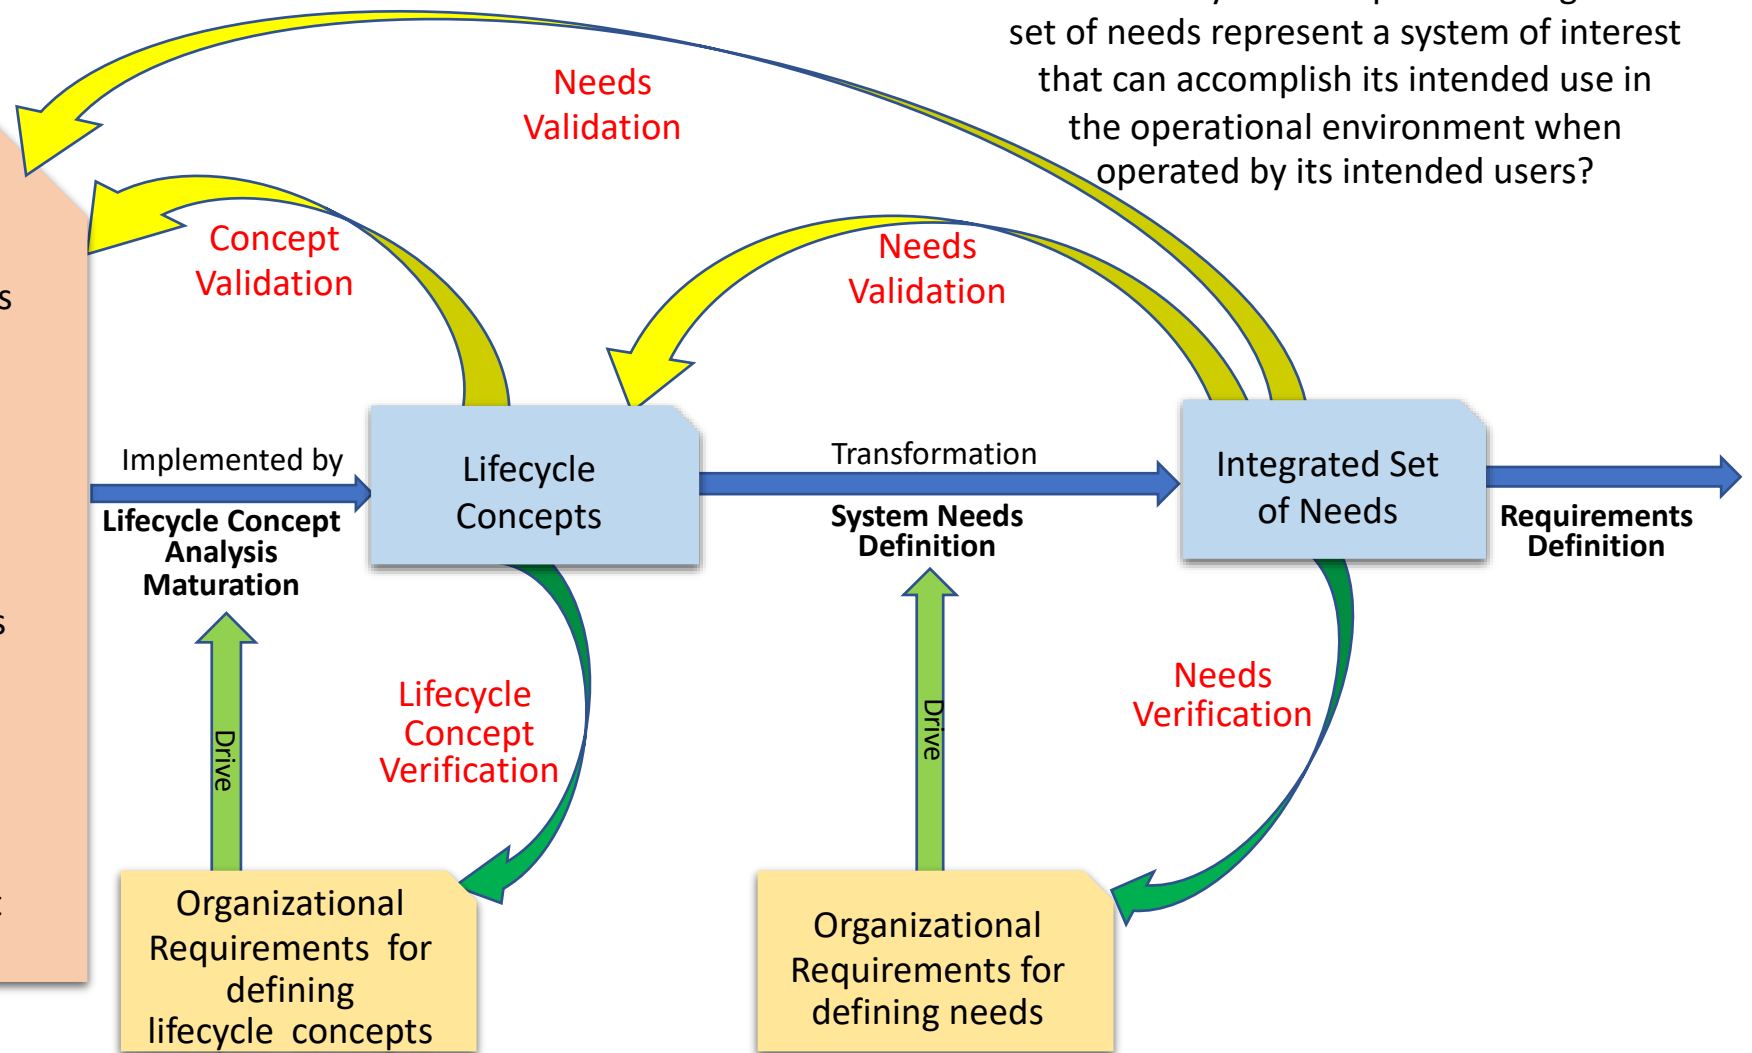 set of needs represent a system of interest
that can accomplish its intended use in
the operational environment when
operated by its intended users?
Needs
Validation
Concept
Validation
Needs
Validation
s
Implemented by
Lifecycle Concept
Analysis
Maturation
Lifecycle
Concepts
Transformation
System Needs
Definition
Integrated Set
of Needs
Requirements
Definition
s
Drive
Lifecycle
Concept
Verification
Drive
Needs
Verification
Organizational
Requirements for
defining
lifecycle concepts
Organizational
Requirements for
defining needs